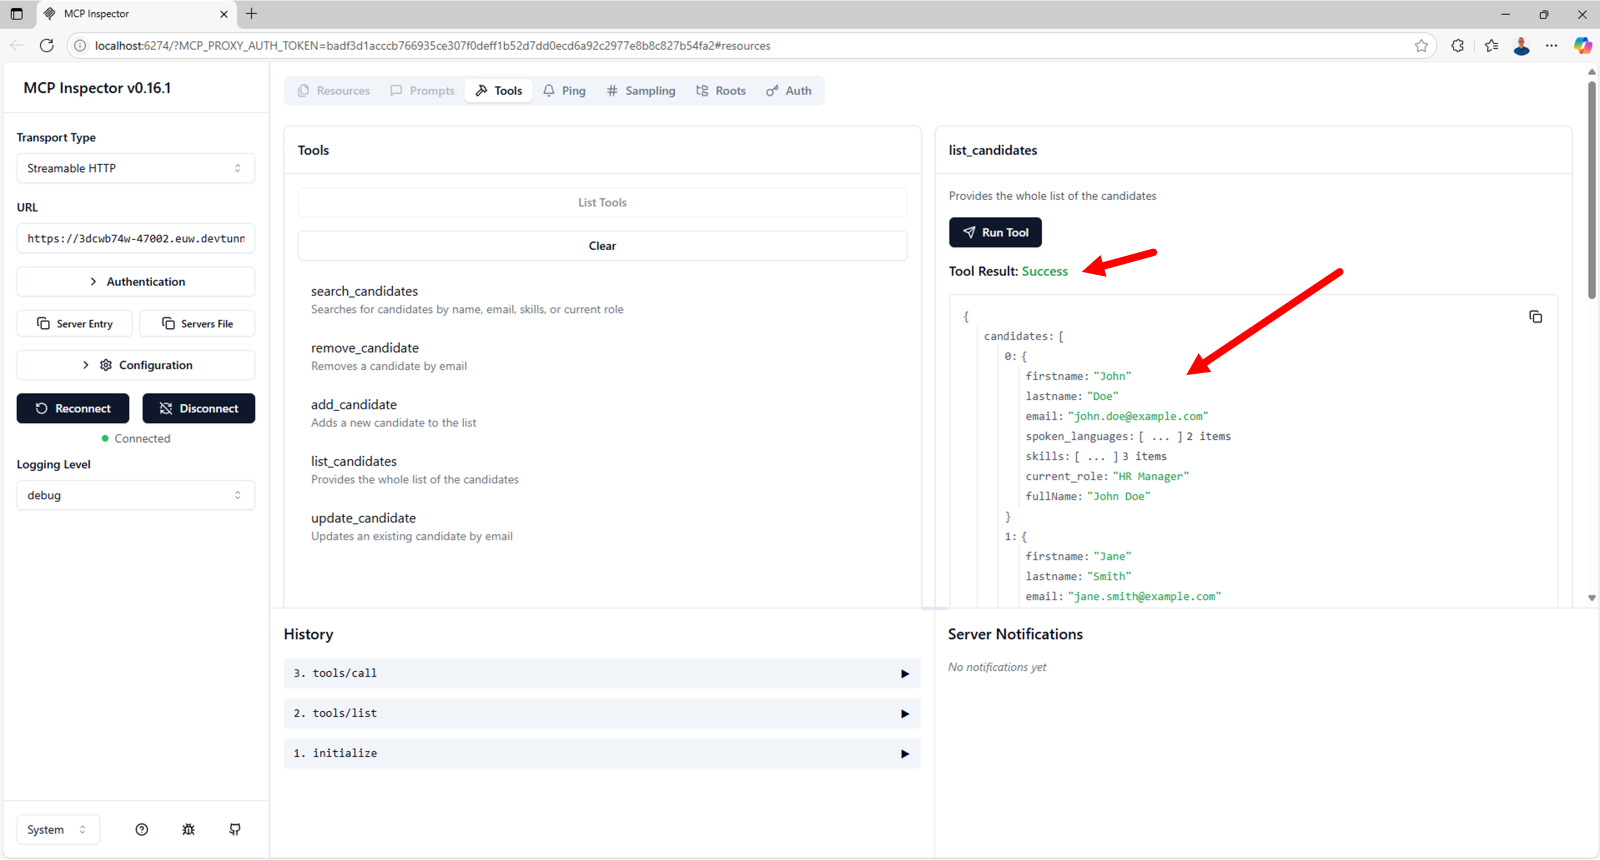 MCP Inspector
localhost:6274/?MCP_PROXY_AUTH_TOKEN=badf3d1acccb766935ce307f0deff1b52d7dd0ecd6a92c2977e8b8c827b54fa2#resources
MCP Inspector v0.16.1
Transport Type
Streamable HTTP
URL
https://3dcwb74w-47002.euw.devtunn
Authentication
Server Entry
Servers File
Configuration
Reconnect
Disconnect
Connected
Logging Level
debug
System
Resources
Prompts
Tools
Ping
Sampling
Roots
Auth
Tools
List Tools
Clear
search_candidates
Searches for candidates by name, email, skills, or current role
remove_candidate
Removes a candidate by email
add_candidate
Adds a new candidate to the list
list_candidates
Provides the whole list of the candidates
update_candidate
Updates an existing candidate by email
list_candidates
Provides the whole list of the candidates
Run Tool
Tool Result: Success
{
candidates: [
0: {
firstname: "John"
lastname: "Doe"
email: "john.doe@example.com"
spoken_languages: [ ... ] 2 items
skills: [ ... ] 3 items
current_role: "HR Manager"
fullName: "John Doe"
}
1: {
firstname: "Jane"
lastname: "Smith"
email: "jane.smith@example.com"
History
3. tools/call
2. tools/list
1. initialize
Server Notifications
No notifications yet